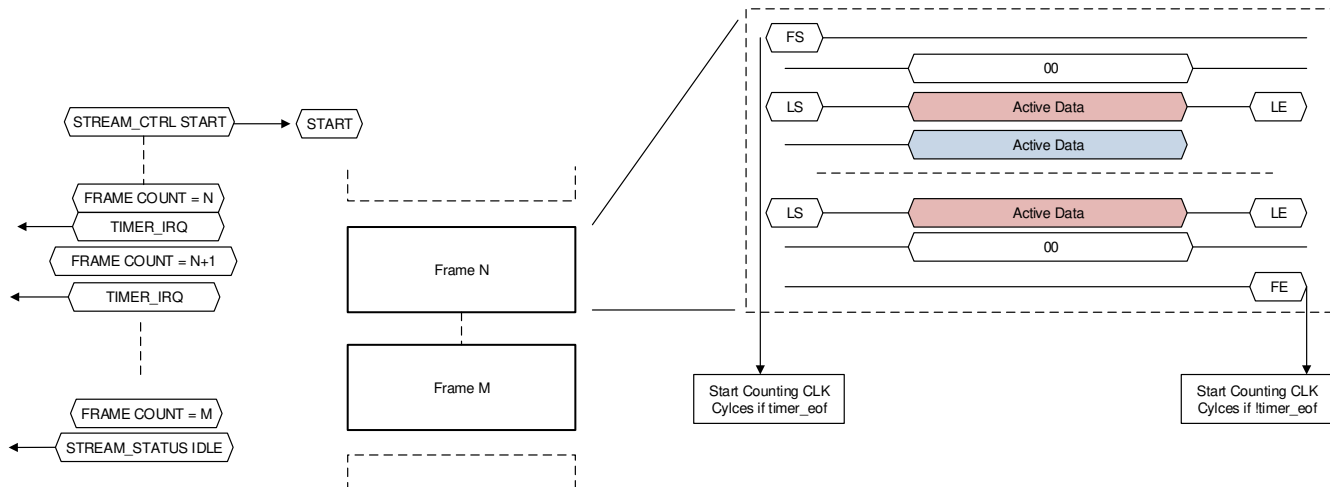 STREAM_CTRL START
START
FRAME COUNT = N
TIMER_IRQ
FRAME COUNT = N+1
TIMER_IRQ
FRAME COUNT = M
STREAM_STATUS IDLE
Frame N
Frame M
FS
00
LS
Active Data
LE
Active Data
LS
Active Data
LE
00
FE
Start Counting CLK
Cylces if timer_eof
Start Counting CLK
Cylces if !timer_eof